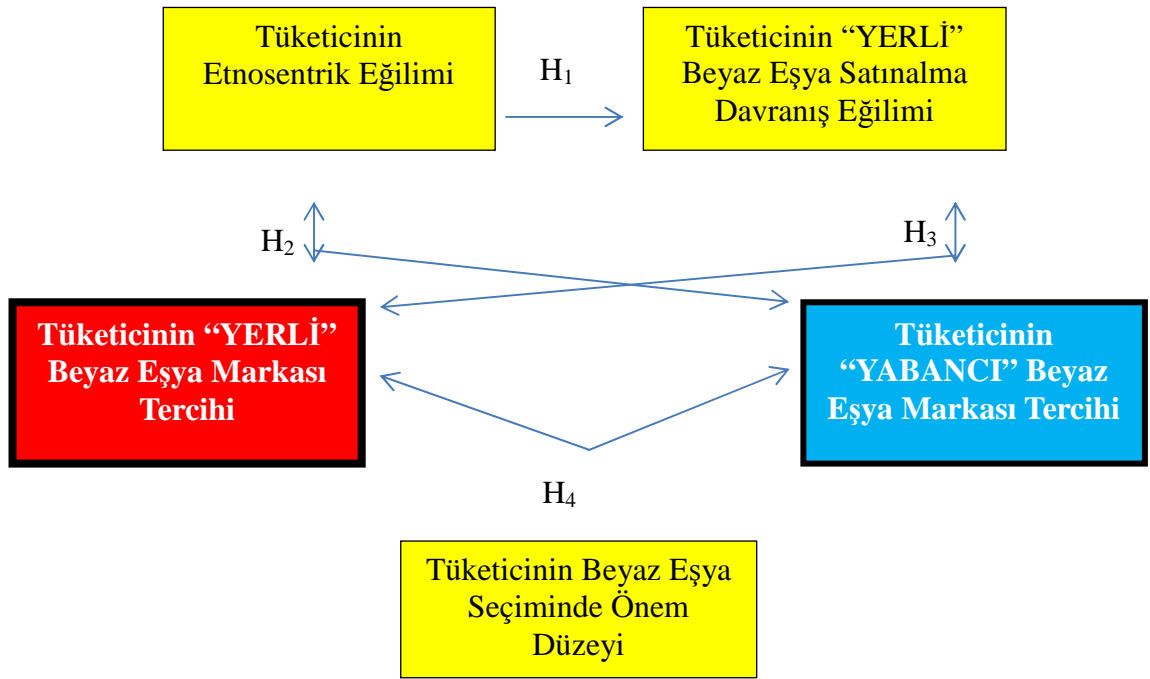 Tüketicinin
Etnosentrik Eğilimi
H₁
Tüketicinin “YERLİ”
Beyaz Eşya Satınalma
Davranış Eğilimi
H₂
H₃
Tüketicinin “YERLİ”
Beyaz Eşya Markası
Tercihi
Tüketicinin
“YABANCI” Beyaz
Eşya Markası Tercihi
H₄
Tüketicinin Beyaz Eşya
Seçiminde Önem
Düzeyi